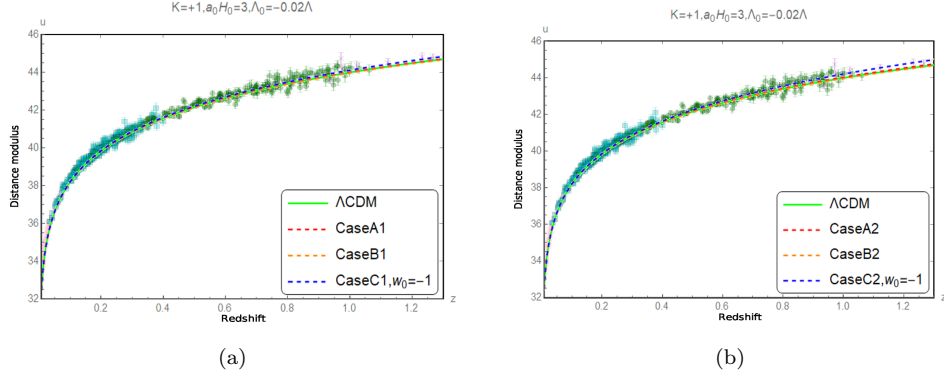 K=+1,a₀H₀=3,Λ₀=−0.02Λ
u
46
44
42
40
38
36
34
32
Distance modulus
ΛCDM
CaseA1
CaseB1
CaseC1,w₀=−1
0.2
0.4
0.6
0.8
1.0
1.2
z
Redshift
(a)
K=+1,a₀H₀=3,Λ₀=−0.02Λ
u
46
44
42
40
38
36
34
32
Distance modulus
ΛCDM
CaseA2
CaseB2
CaseC2,w₀=−1
0.2
0.4
0.6
0.8
1.0
1.2
z
Redshift
(b)